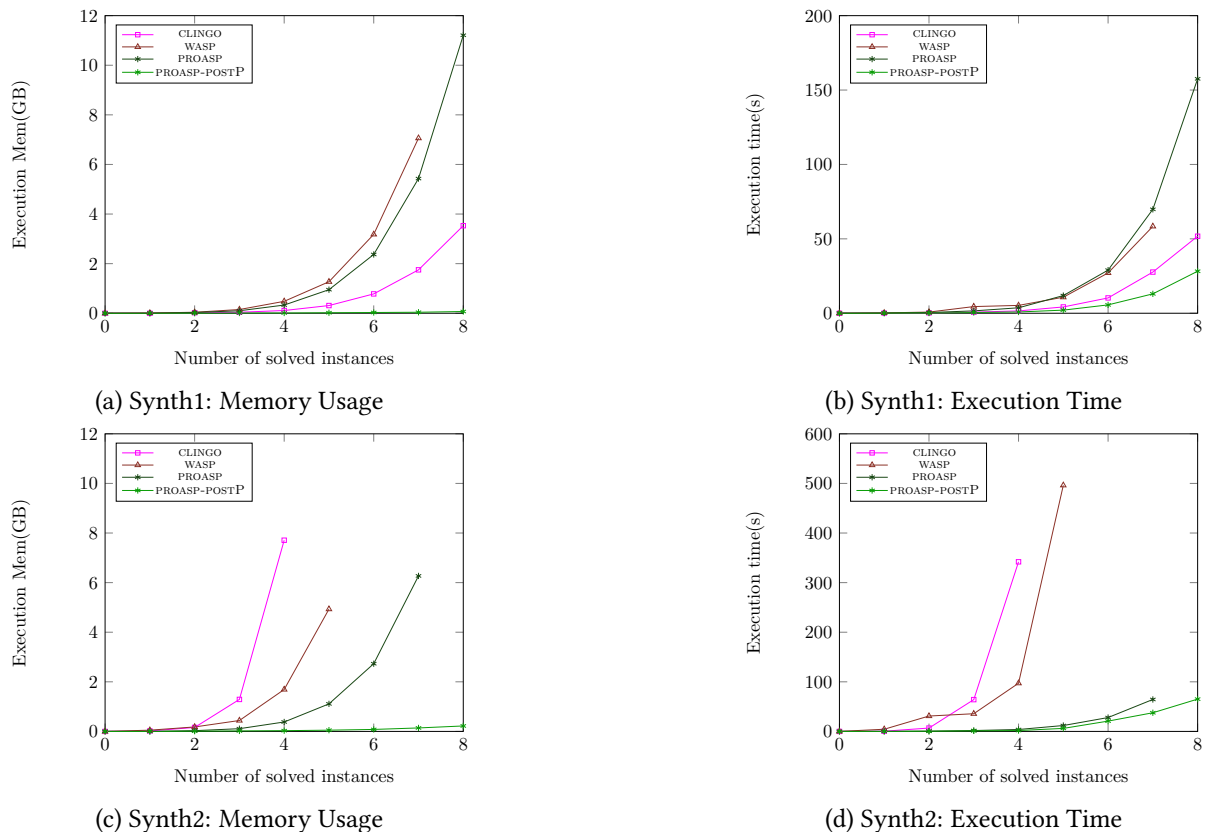 12
10
8
6
4
2
0
0 2 4 6 8
Execution Mem(GB)
Number of solved instances
CLINGO
WASP
PROASP
PROASP-POSTP
(a) Synth1: Memory Usage
200
150
100
50
0
0 2 4 6 8
Execution time(s)
Number of solved instances
CLINGO
WASP
PROASP
PROASP-POSTP
(b) Synth1: Execution Time
12
10
8
6
4
2
0
0 2 4 6 8
Execution Mem(GB)
Number of solved instances
CLINGO
WASP
PROASP
PROASP-POSTP
(c) Synth2: Memory Usage
600
500
400
300
200
100
0
0 2 4 6 8
Execution time(s)
Number of solved instances
CLINGO
WASP
PROASP
PROASP-POSTP
(d) Synth2: Execution Time